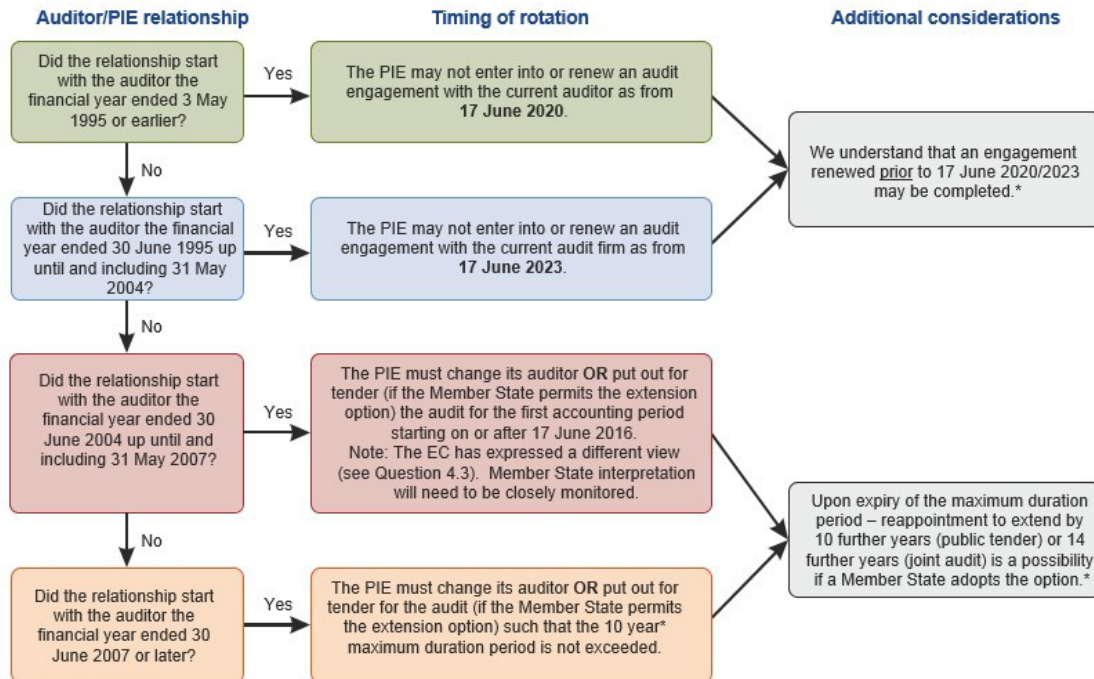 Auditor/PIE relationship
Timing of rotation
Additional considerations
Did the relationship start
with the auditor the
financial year ended 3 May
1995 or earlier?
Yes
The PIE may not enter into or renew an audit
engagement with the current auditor as from
17 June 2020.
We understand that an engagement
renewed prior to 17 June 2020/2023
may be completed.*
No
Did the relationship start
with the auditor the financial
year ended 30 June 1995 up
until and including 31 May
2004?
Yes
The PIE may not enter into or renew an audit
engagement with the current audit firm as from
17 June 2023.
No
Did the relationship start
with the auditor the
financial year ended 30
June 2004 up until and
including 31 May 2007?
Yes
The PIE must change its auditor OR put out for
tender (if the Member State permits the extension
option) the audit for the first accounting period
starting on or after 17 June 2016.
Note: The EC has expressed a different view
(see Question 4.3). Member State interpretation
will need to be closely monitored.
Upon expiry of the maximum duration
period – reappointment to extend by
10 further years (public tender) or 14
further years (joint audit) is a possibility
if a Member State adopts the option.*
No
Did the relationship start
with the auditor the
financial year ended 30
June 2007 or later?
Yes
The PIE must change its auditor OR put out for
tender for the audit (if the Member State permits
the extension option) such that the 10 year*
maximum duration period is not exceeded.